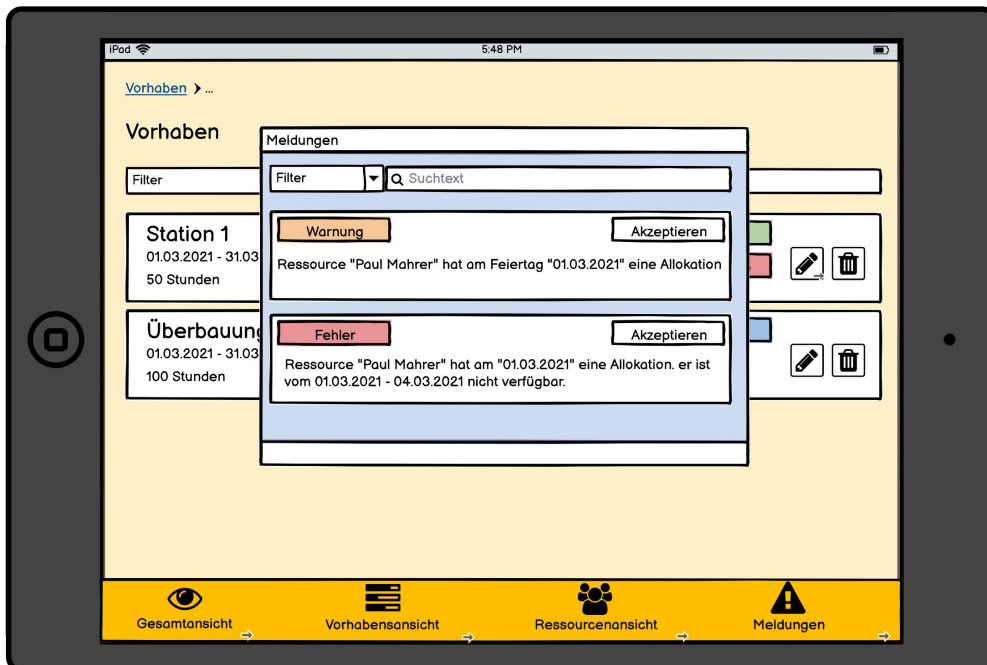 iPad
5:48 PM
Vorhaben ...
Vorhaben
Filter
Station 1
01.03.2021 - 31.03
50 Stunden
Überbauung
01.03.2021 - 31.03
100 Stunden
Meldungen
Filter
Suchtext
Warnung
Akzeptieren
Ressource "Paul Mahrer" hat am Feiertag "01.03.2021" eine Allokation
Fehler
Akzeptieren
Ressource "Paul Mahrer" hat am "01.03.2021" eine Allokation. er ist
vom 01.03.2021 - 04.03.2021 nicht verfügbar.
Gesamtansicht
Vorhabensansicht
Ressourcenansicht
Meldungen